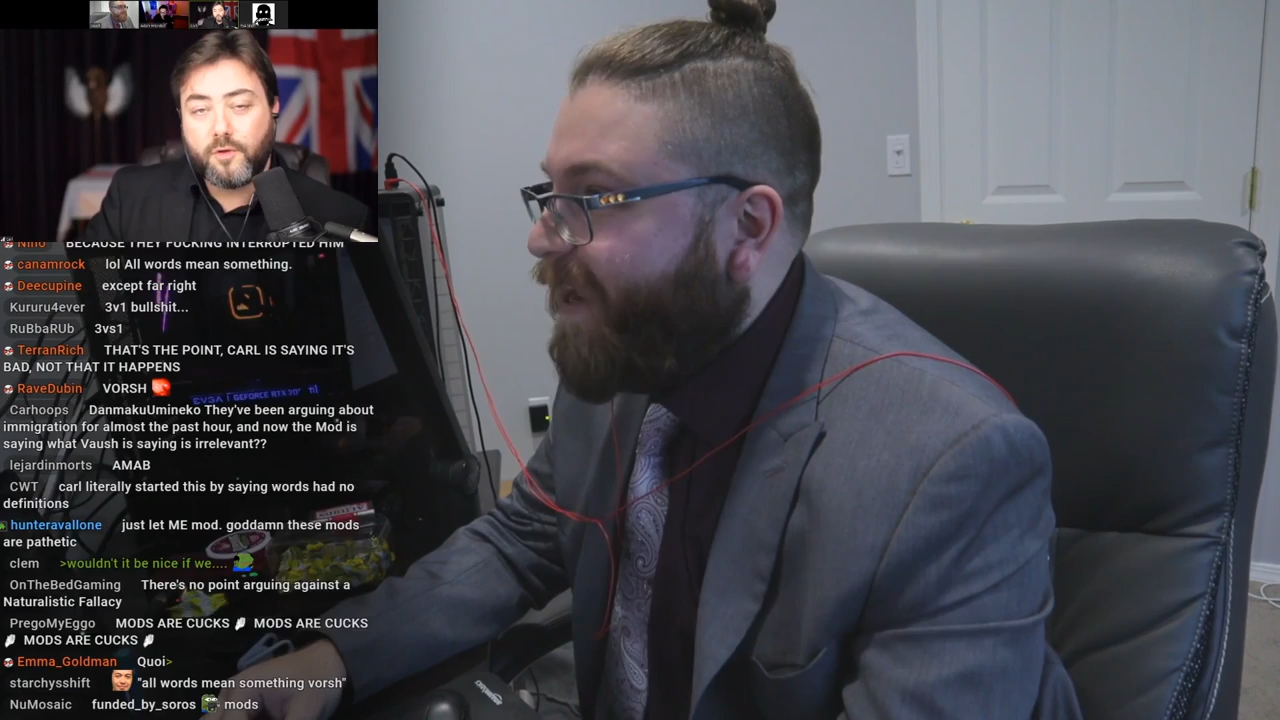 Nino BECAUSE THEY FUCKING INTERRUPTED HIM
canamrock lol All words mean something.
Deecupine except far right
Kururu4ever 3v1 bullshit...
RuBbaRUb 3vs1
TerranRich THAT'S THE POINT, CARL IS SAYING IT'S
BAD, NOT THAT IT HAPPENS
RaveDubin VORSH
EVGA GEFORCE RTX
Carhoops DanmakuUmineko They've been arguing about
immigration for almost the past hour, and now the Mod is
saying what Vaush is saying is irrelevant??
lejardinmorts AMAB
CWT carl literally started this by saying words had no
definitions
hunteravallone just let ME mod. goddamn these mods
are pathetic
clem >wouldn't it be nice if we....
OnTheBedGaming There's no point arguing against a
Naturalistic Fallacy
PregoMyEggo MODS ARE CUCKS MODS ARE CUCKS
MODS ARE CUCKS
Emma_Goldman Quoi>
starchysshift "all words mean something vorsh"
NuMosaic funded_by_soros mods